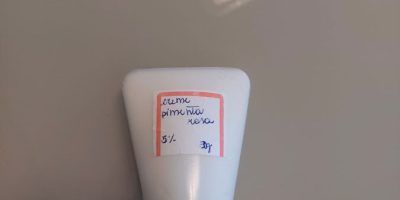 creme
pimenta
rosa
5%